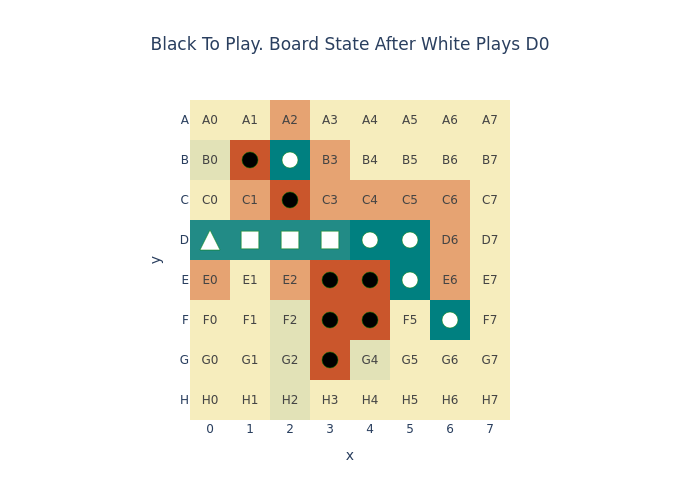 Black To Play. Board State After White Plays D0
A A0 A1 A2 A3 A4 A5 A6 A7
B B0 B3 B4 B5 B6 B7
C C0 C1 C3 C4 C5 C6 C7
D D6 D7
E E0 E1 E2 E6 E7
F F0 F1 F2 F5 F7
G G0 G1 G2 G4 G5 G6 G7
H H0 H1 H2 H3 H4 H5 H6 H7
0 1 2 3 4 5 6 7
x
y